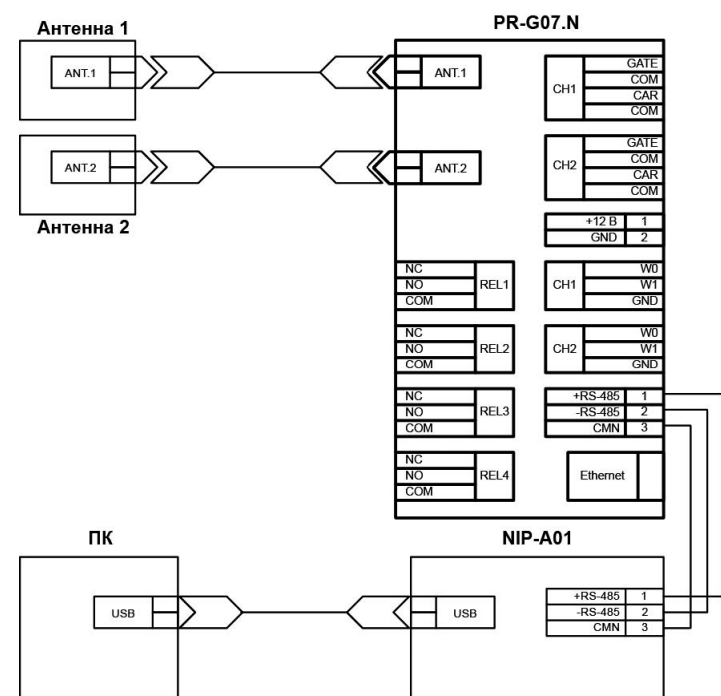 Антенна 1
ANT.1
ANT.2
Антенна 2
PR-G07.N
ANT.1
ANT.2
CH1
GATE
COM
CAR
COM
CH2
GATE
COM
CAR
COM
+12 В 1
GND 2
NC
NO
COM
REL1
CH1
W0
W1
GND
NC
NO
COM
REL2
CH2
W0
W1
GND
NC
NO
COM
REL3
+RS-485 1
-RS-485 2
CMN 3
NC
NO
COM
REL4
Ethernet
ПК
USB
NIP-A01
USB
+RS-485 1
-RS-485 2
CMN 3